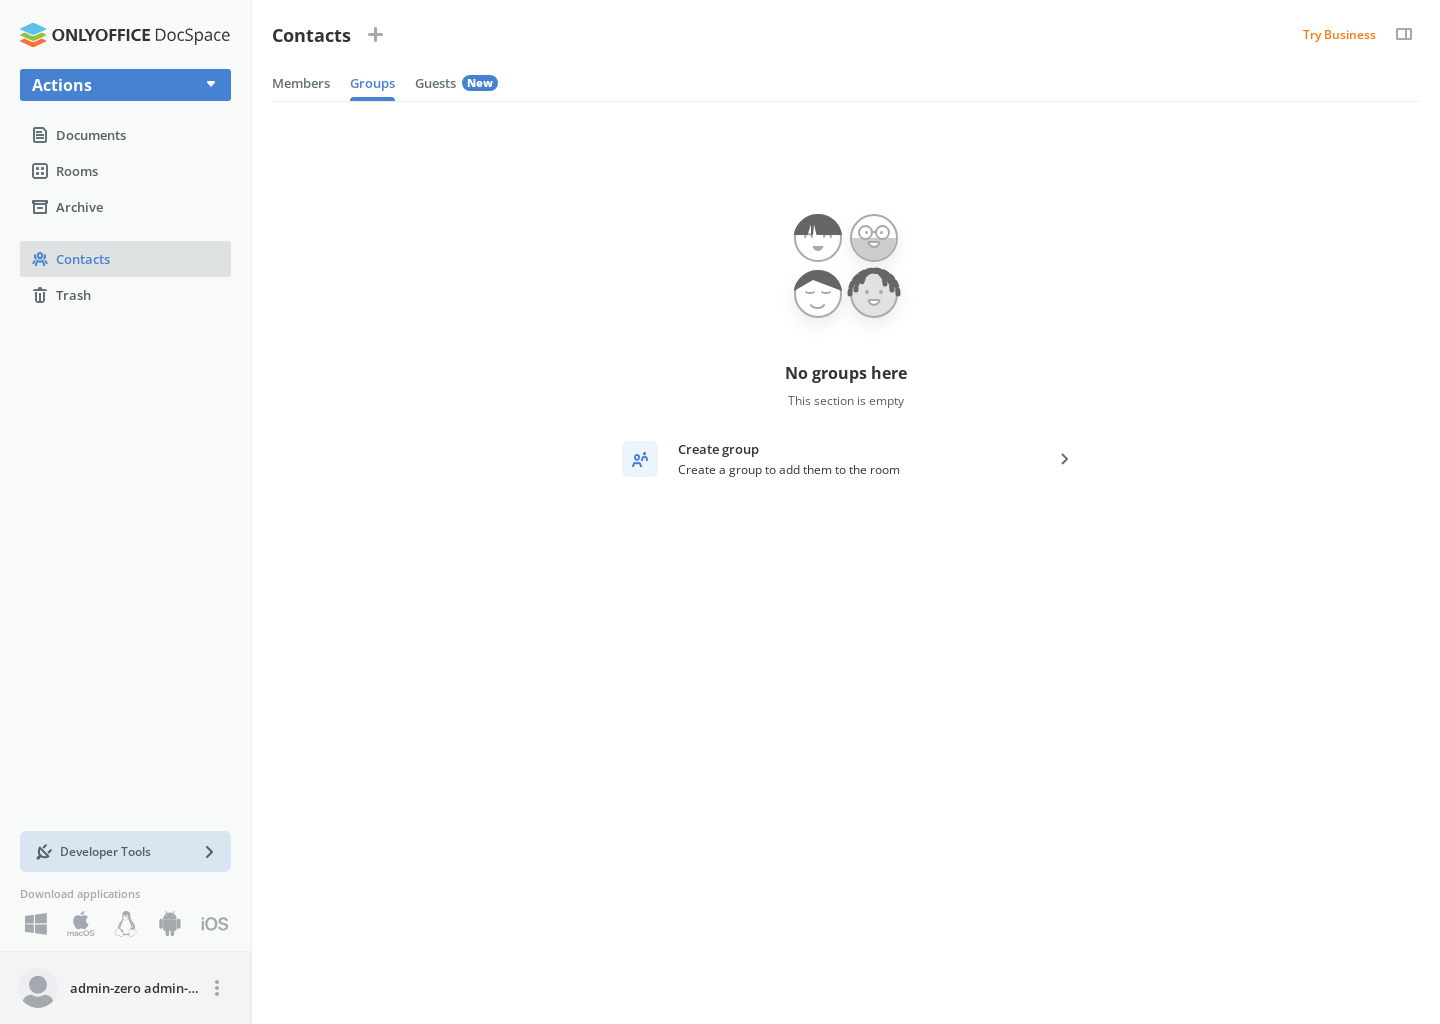 ONLYOFFICE DocSpace
Actions
Documents
Rooms
Archive
Contacts
Trash
Developer Tools
Download applications
macOS
iOS
admin-zero admin-...
Contacts
Try Business
Members
Groups
Guests New
No groups here
This section is empty
Create group
Create a group to add them to the room